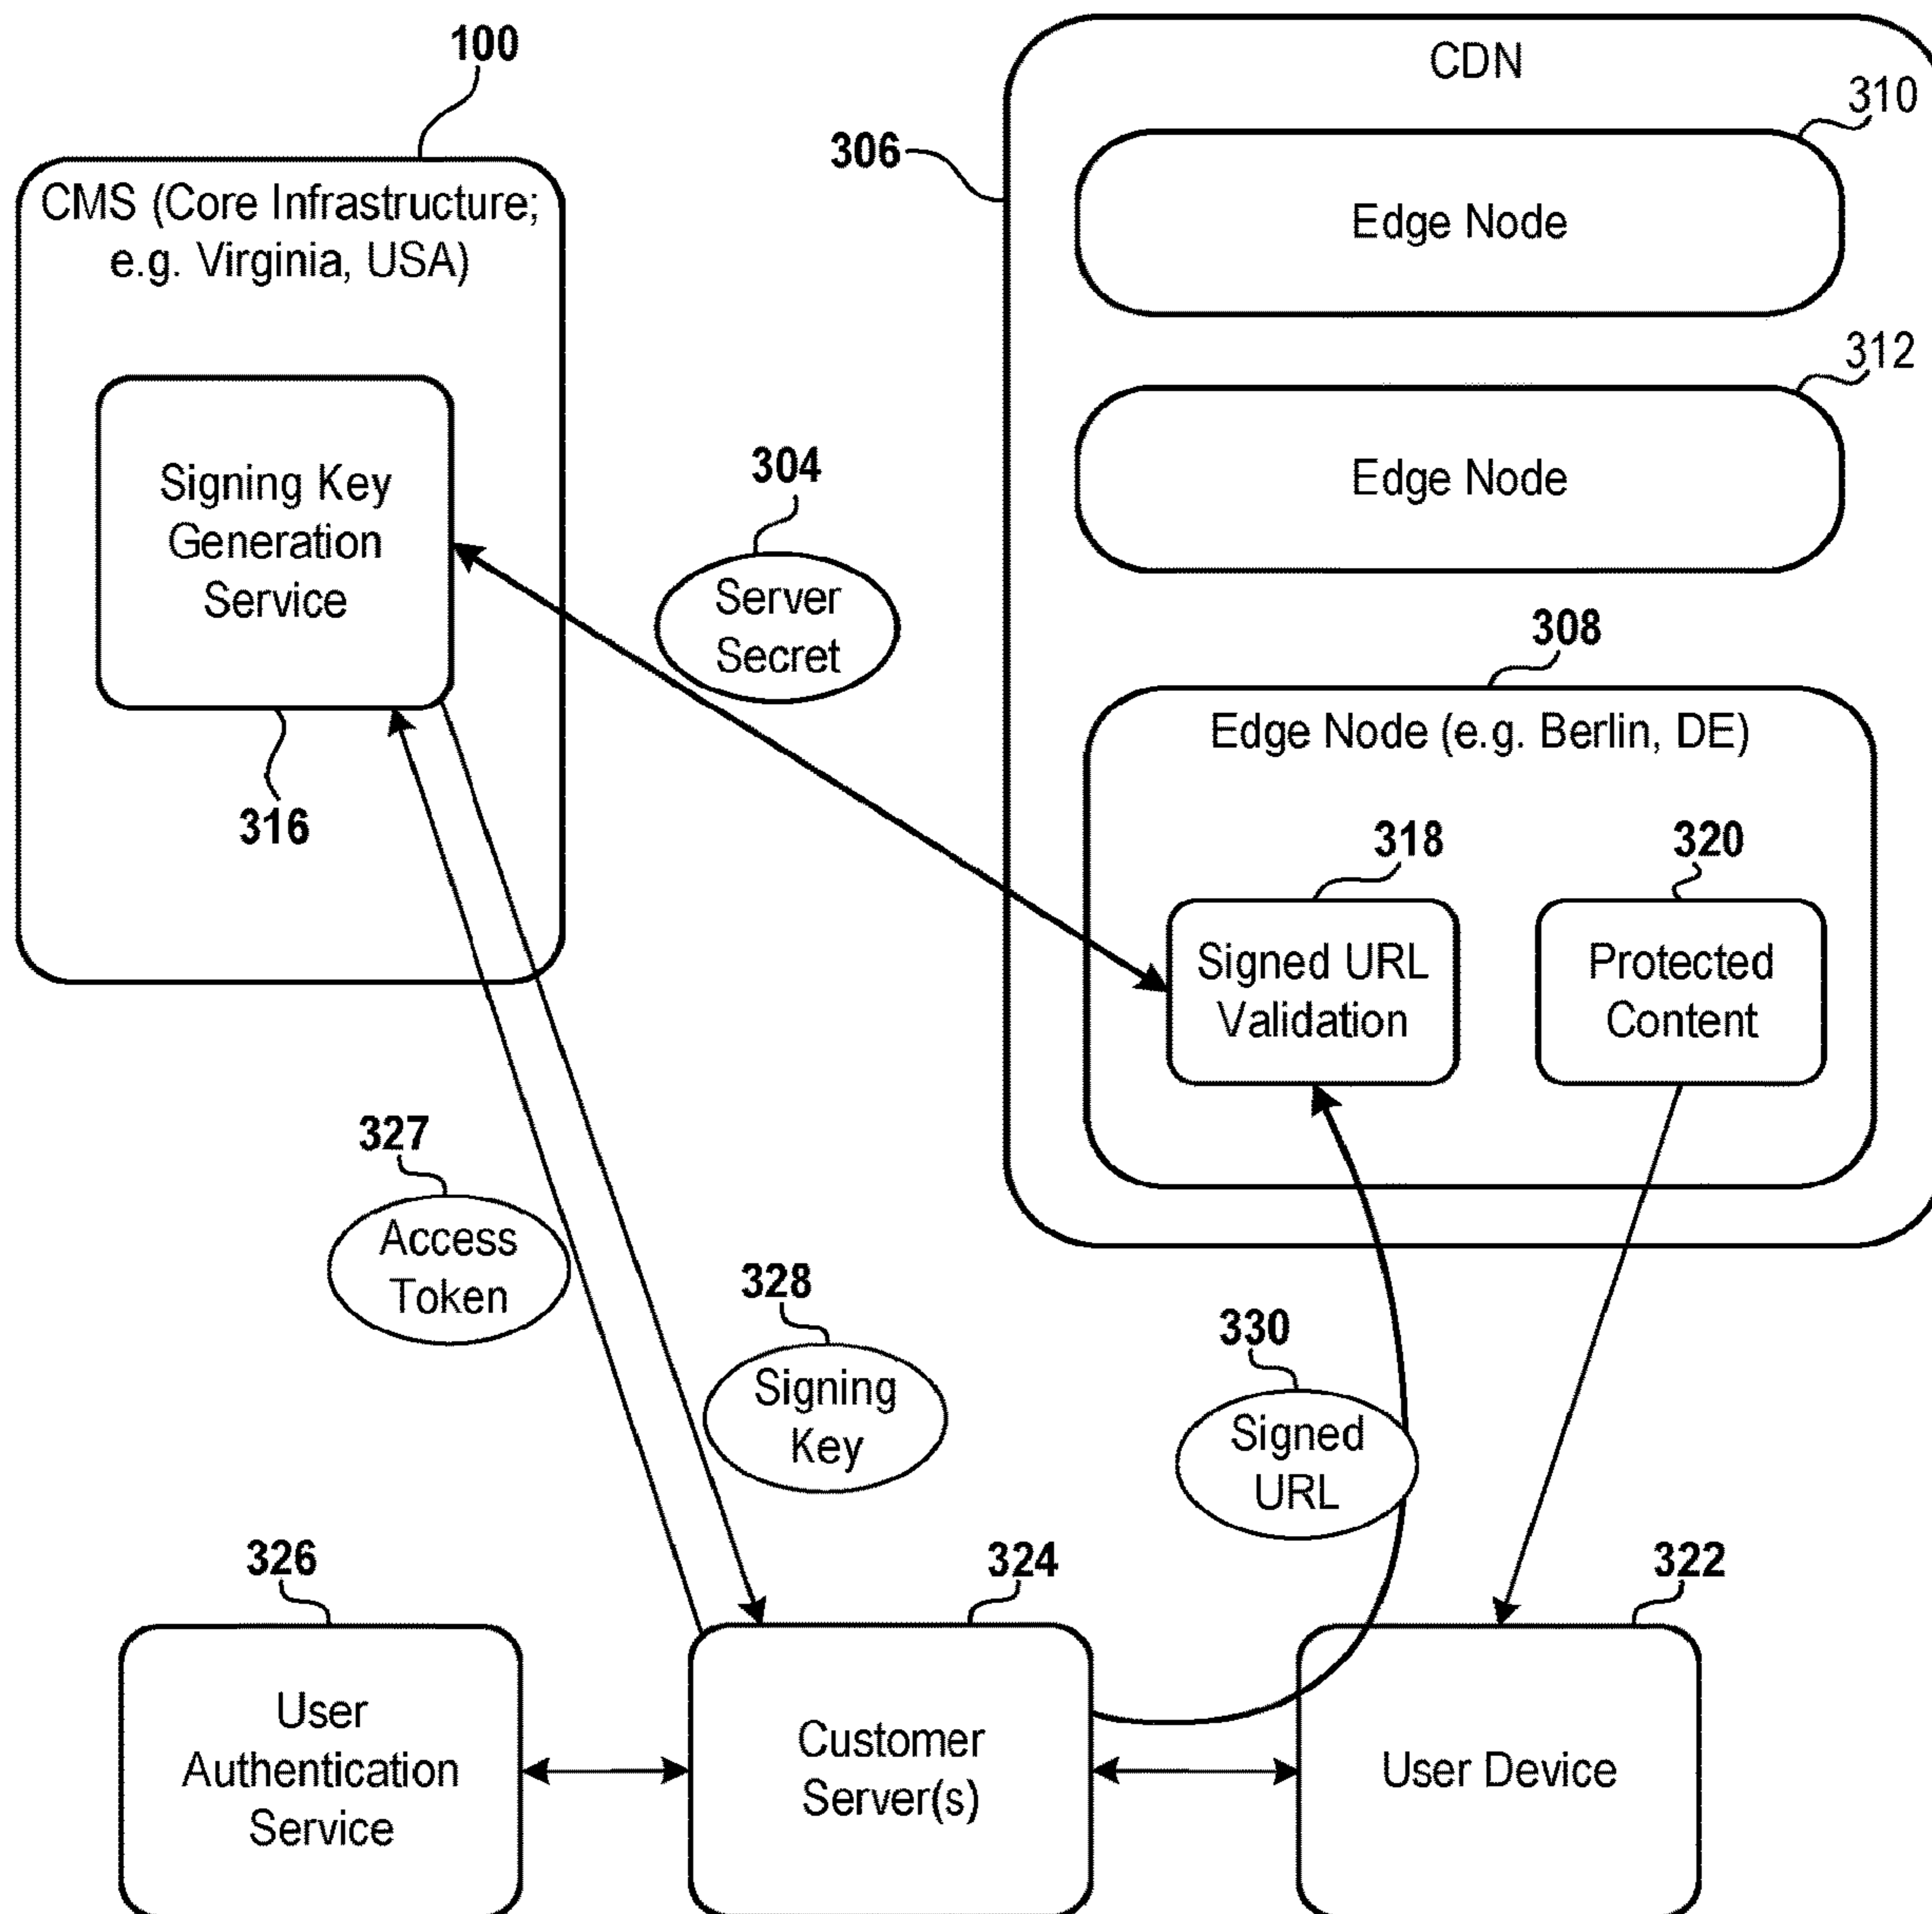 100
CDN
310
306
CMS (Core Infrastructure;
e.g. Virginia, USA)
Edge Node
312
Signing Key
Generation
Service
304
Edge Node
Server
Secret
308
Edge Node (e.g. Berlin, DE)
316
318
320
Signed URL
Validation
Protected
Content
327
Access
Token
328
Signing
Key
330
Signed
URL
326
324
322
User
Authentication
Service
Customer
Server(s)
User Device